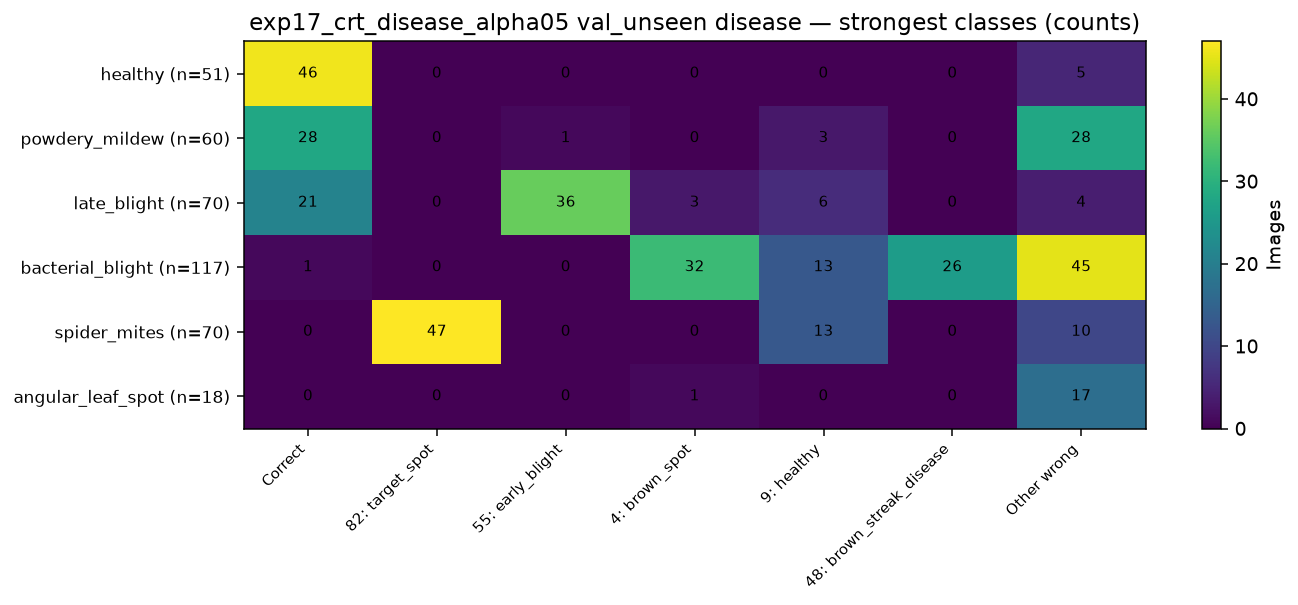 exp17_crt_disease_alpha05 val_unseen disease — strongest classes (counts)
healthy (n=51) 46 0 0 0 0 0 5
powdery_mildew (n=60) 28 0 1 0 3 0 28
late_blight (n=70) 21 0 36 3 6 0 4
bacterial_blight (n=117) 1 0 0 32 13 26 45
spider_mites (n=70) 0 47 0 0 13 0 10
angular_leaf_spot (n=18) 0 0 0 1 0 0 17
Correct
82: target_spot
55: early_blight
4: brown_spot
9: healthy
48: brown_streak_disease
Other wrong
40
30
20
10
0
Images